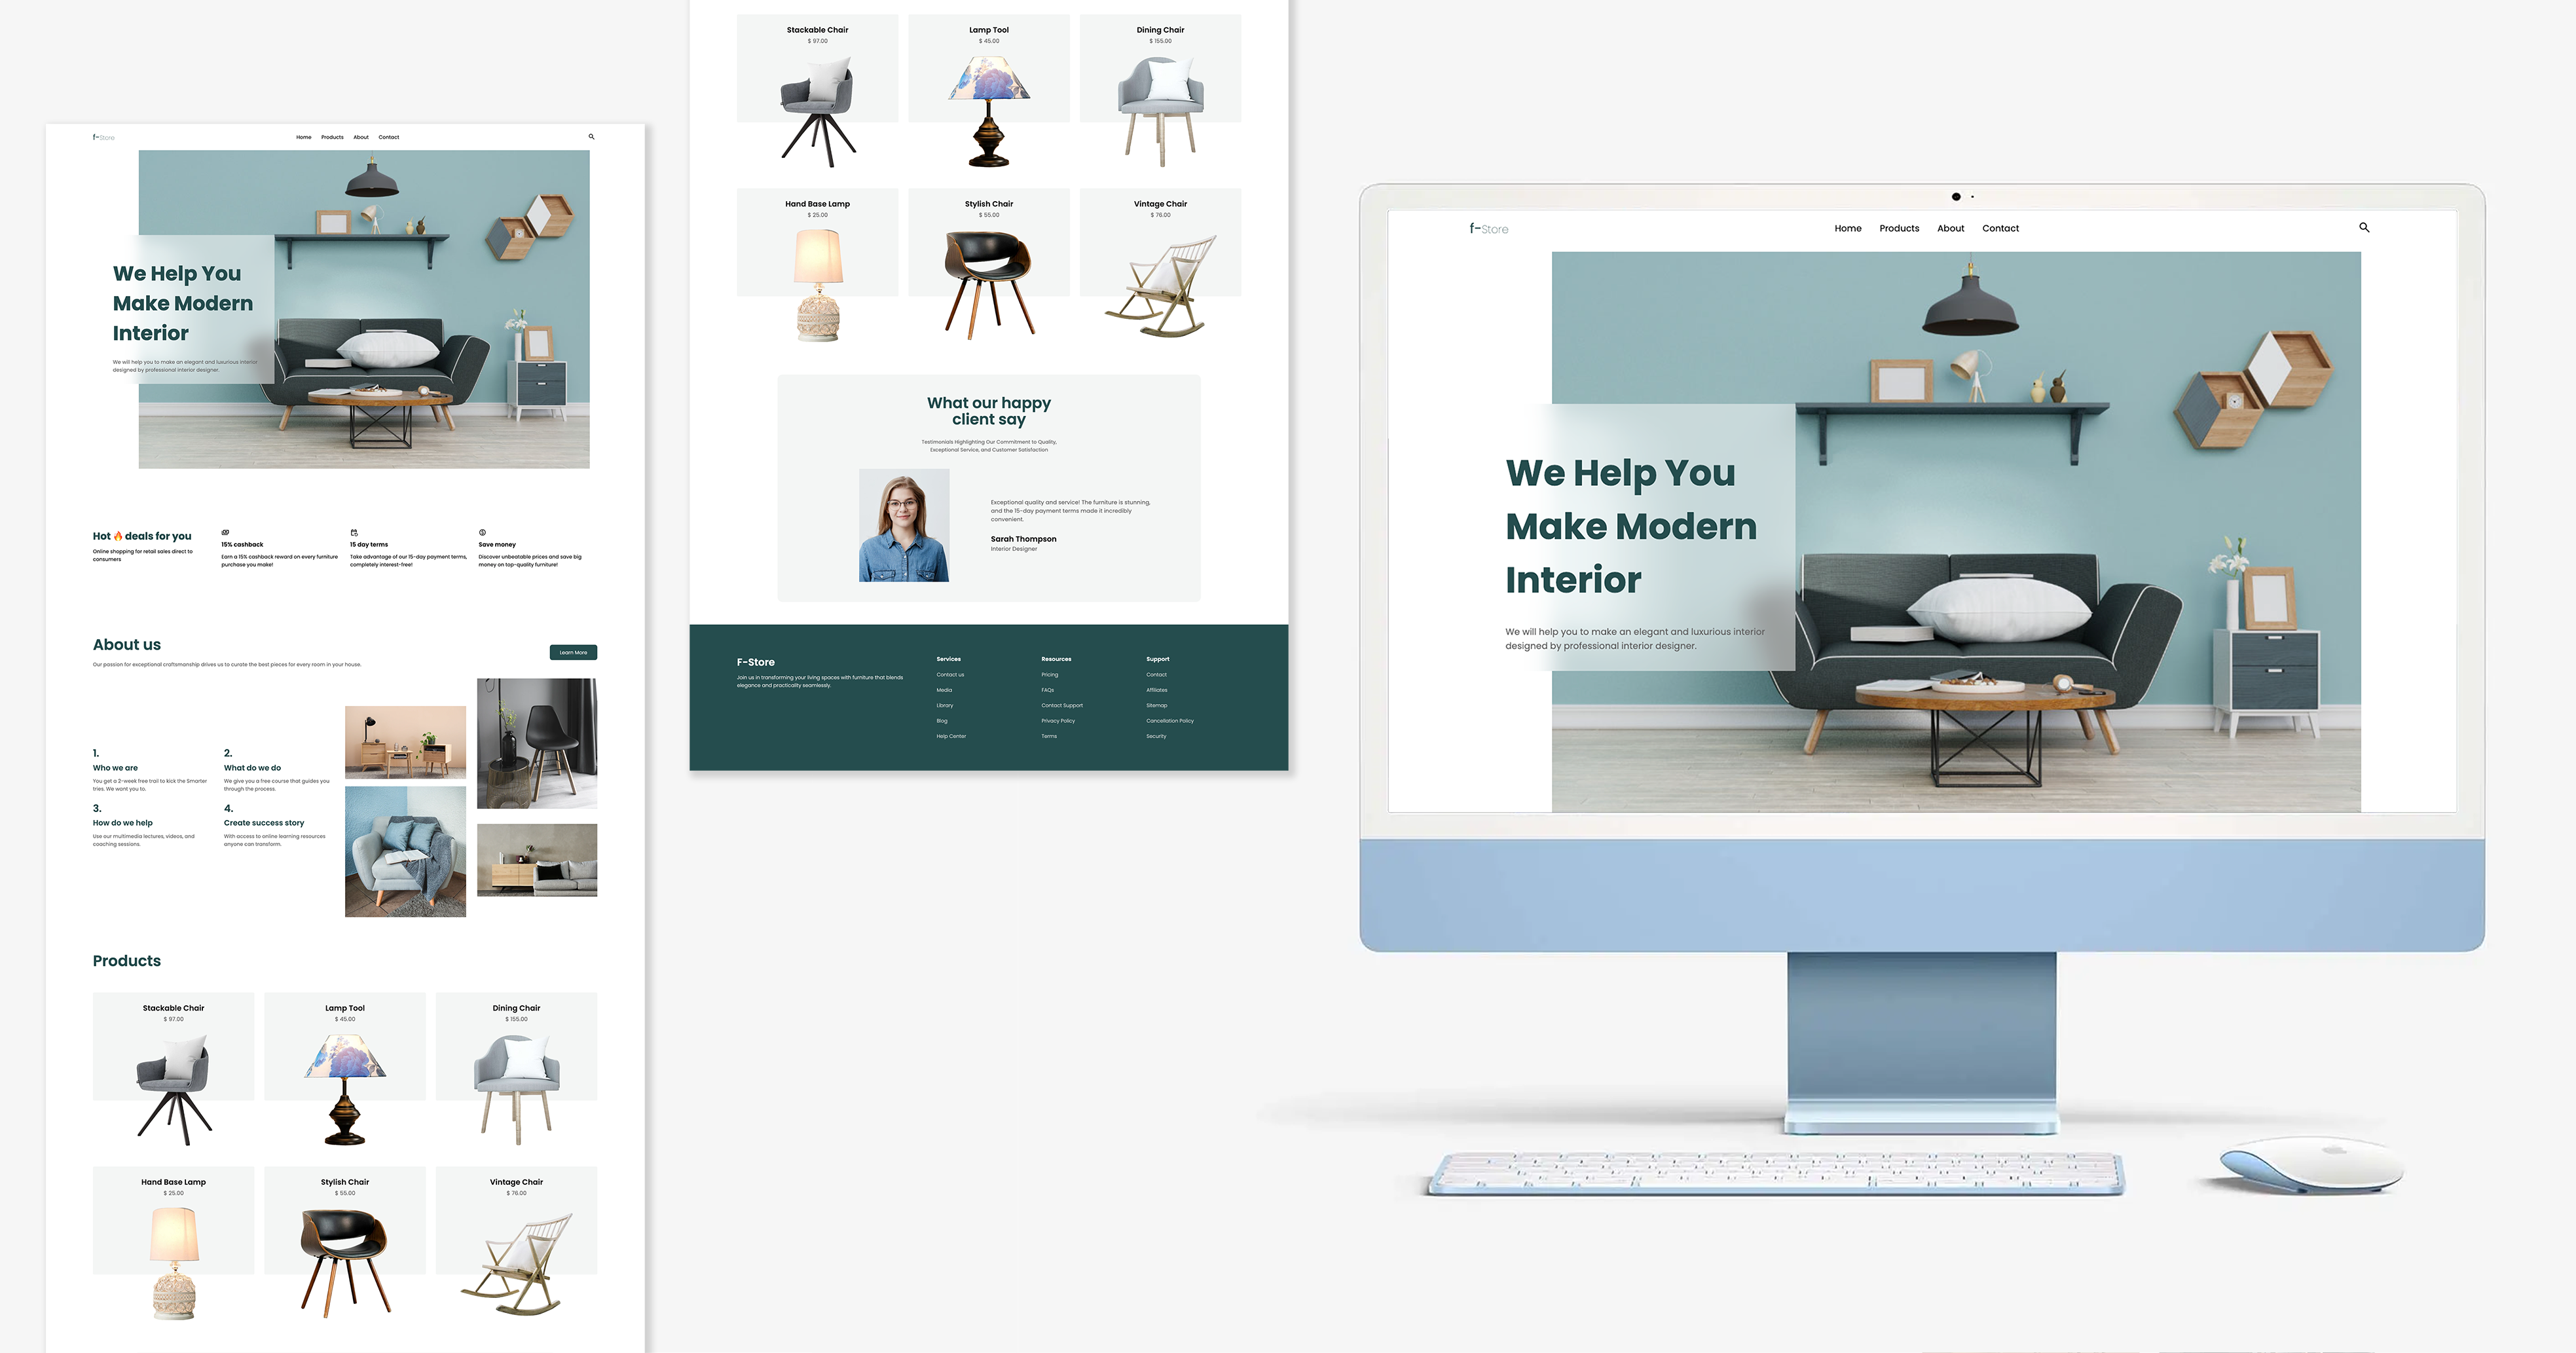 f-Store
Home Products About Contact
We Help You
Make Modern
Interior
We will help you to make an elegant and luxurious interior
designed by professional interior designer.
Hot 🔥 deals for you
Online shopping for retail sales direct to
consumers
15% cashback
Earn a 15% cashback reward on every furniture
purchase you make!
15 day terms
Take advantage of our 15-day payment terms,
completely interest-free!
Save money
Discover unbeatable prices and save big
money on top-quality furniture!
About us
Our passion for exceptional craftsmanship drives us to curate the best pieces for every room in your house.
Learn More
1.
Who we are
You get a 2-week free trail to kick the Smarter
tries. We want you to.
2.
What do we do
We give you a free course that guides you
through the process.
3.
How do we help
Use our multimedia lectures, videos, and
coaching sessions.
4.
Create success story
With access to online learning resources
anyone can transform.
Products
Stackable Chair
$ 97.00
Lamp Tool
$ 45.00
Dining Chair
$ 155.00
Hand Base Lamp
$ 25.00
Stylish Chair
$ 55.00
Vintage Chair
$ 76.00
Stackable Chair
$ 97.00
Lamp Tool
$ 45.00
Dining Chair
$ 155.00
Hand Base Lamp
$ 25.00
Stylish Chair
$ 55.00
Vintage Chair
$ 76.00
What our happy
client say
Testimonials Highlighting Our Commitment to Quality,
Exceptional Service, and Customer Satisfaction
Exceptional quality and service! The furniture is stunning,
and the 15-day payment terms made it incredibly
convenient.
Sarah Thompson
Interior Designer
F-Store
Join us in transforming your living spaces with furniture that blends
elegance and practicality seamlessly.
Services
Contact us
Media
Library
Blog
Help Center
Resources
Pricing
FAQs
Contact Support
Privacy Policy
Terms
Support
Contact
Affiliates
Sitemap
Cancellation Policy
Security
f-Store
Home Products About Contact
We Help You
Make Modern
Interior
We will help you to make an elegant and luxurious interior
designed by professional interior designer.